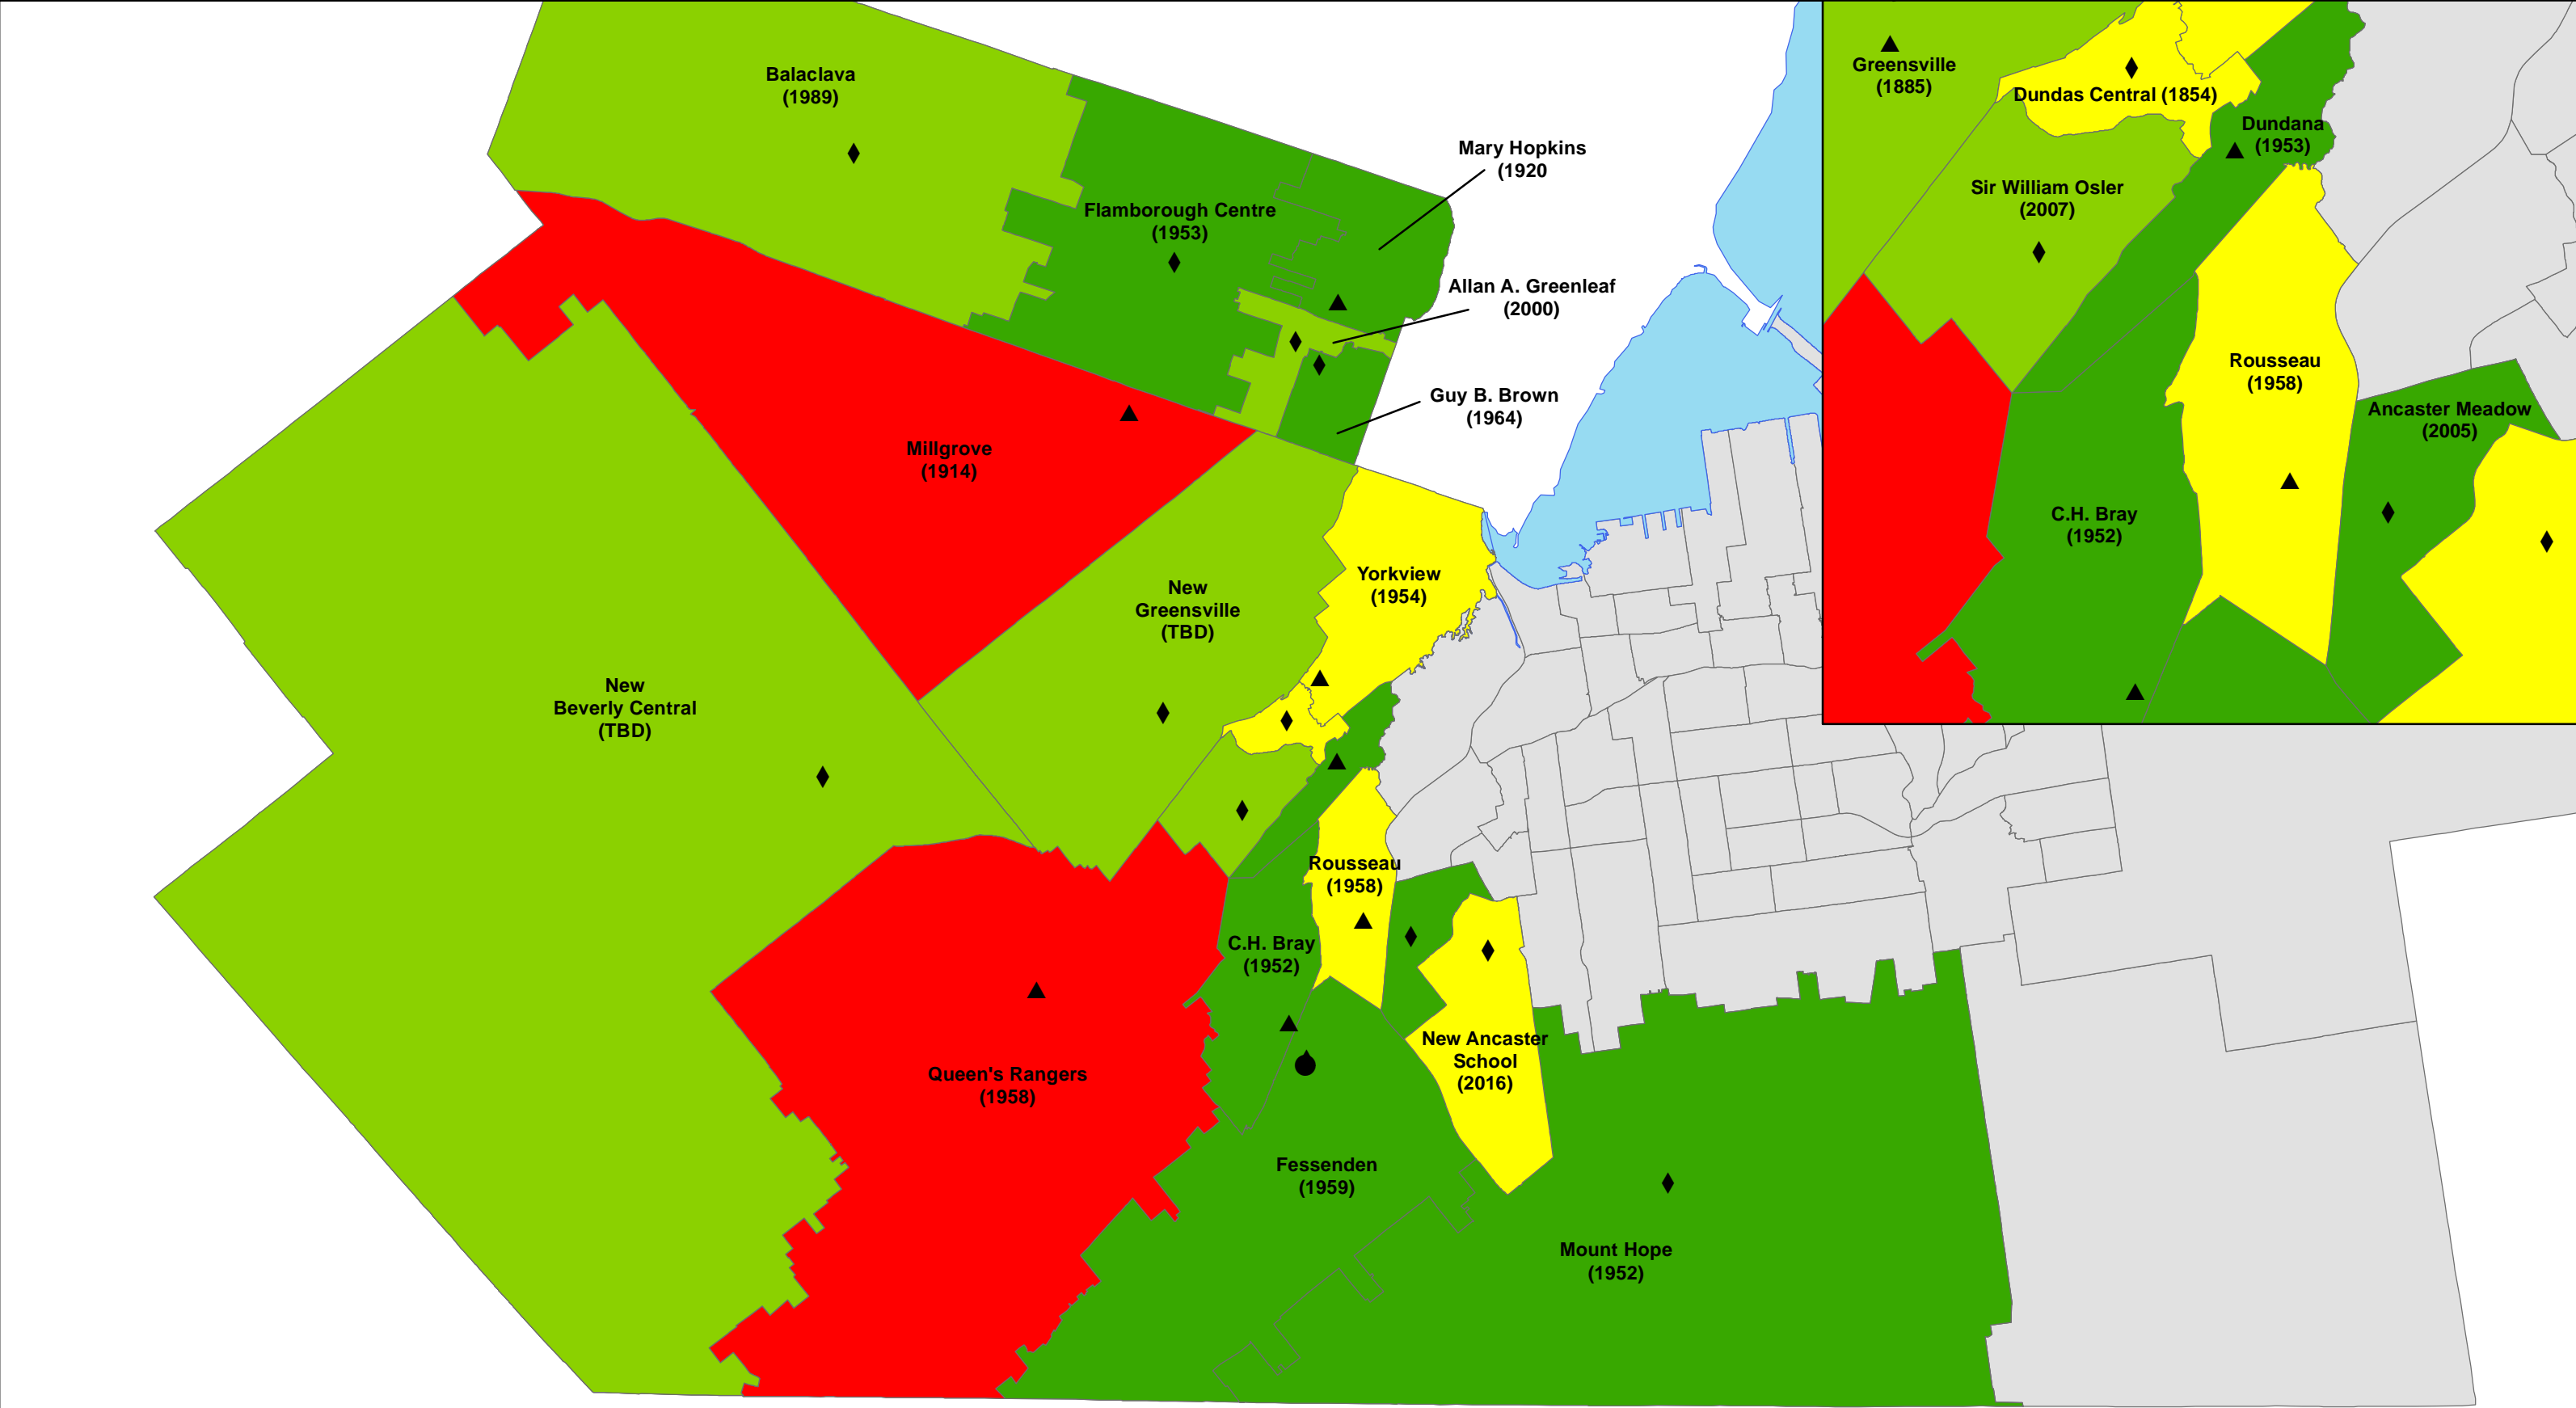 Balaclava
(1989)
Flamborough Centre
(1953)
Mary Hopkins
(1920
Allan A. Greenleaf
(2000)
Guy B. Brown
(1964)
Millgrove
(1914)
New
Greensville
(TBD)
Yorkview
(1954)
New
Beverly Central
(TBD)
Rousseau
(1958)
C.H. Bray
(1952)
Queen's Rangers
(1958)
New Ancaster
School
(2016)
Fessenden
(1959)
Mount Hope
(1952)
Greensville
(1885)
Dundas Central (1854)
Dundana
(1953)
Sir William Osler
(2007)
Rousseau
(1958)
Ancaster Meadow
(2005)
C.H. Bray
(1952)